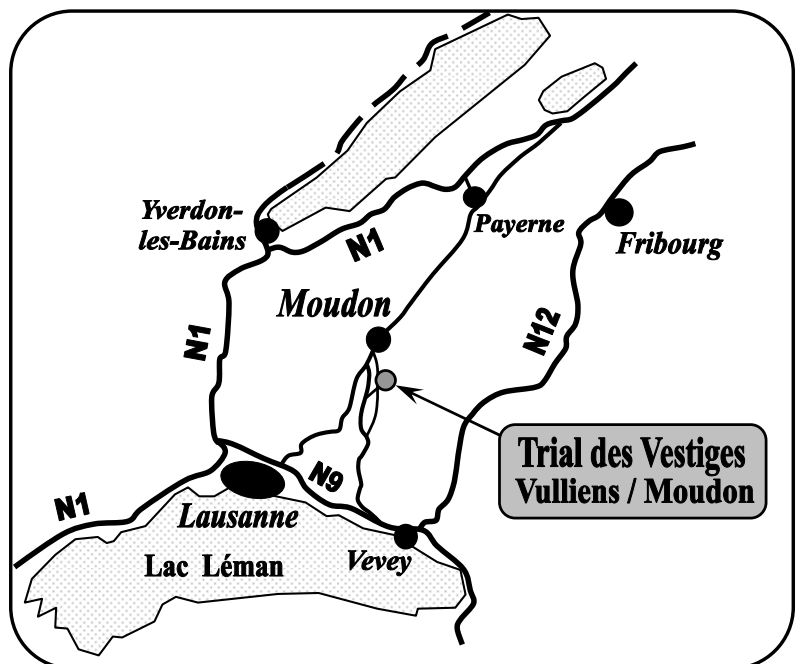 Yverdon-
les-Bains
N1
Payerne
Fribourg
Moudon
N1
N12
Trial des Vestiges
Vulliens / Moudon
N9
N1
Lausanne
Lac Léman
Vevey